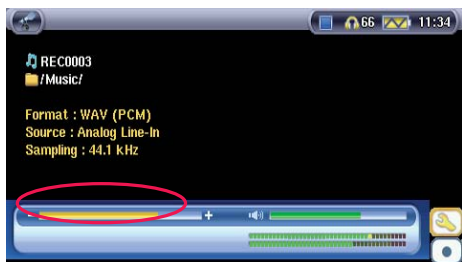 66 11:34
REC0003
/Music/
Format : WAV (PCM)
Source : Analog Line-In
Sampling : 44.1 kHz
- +